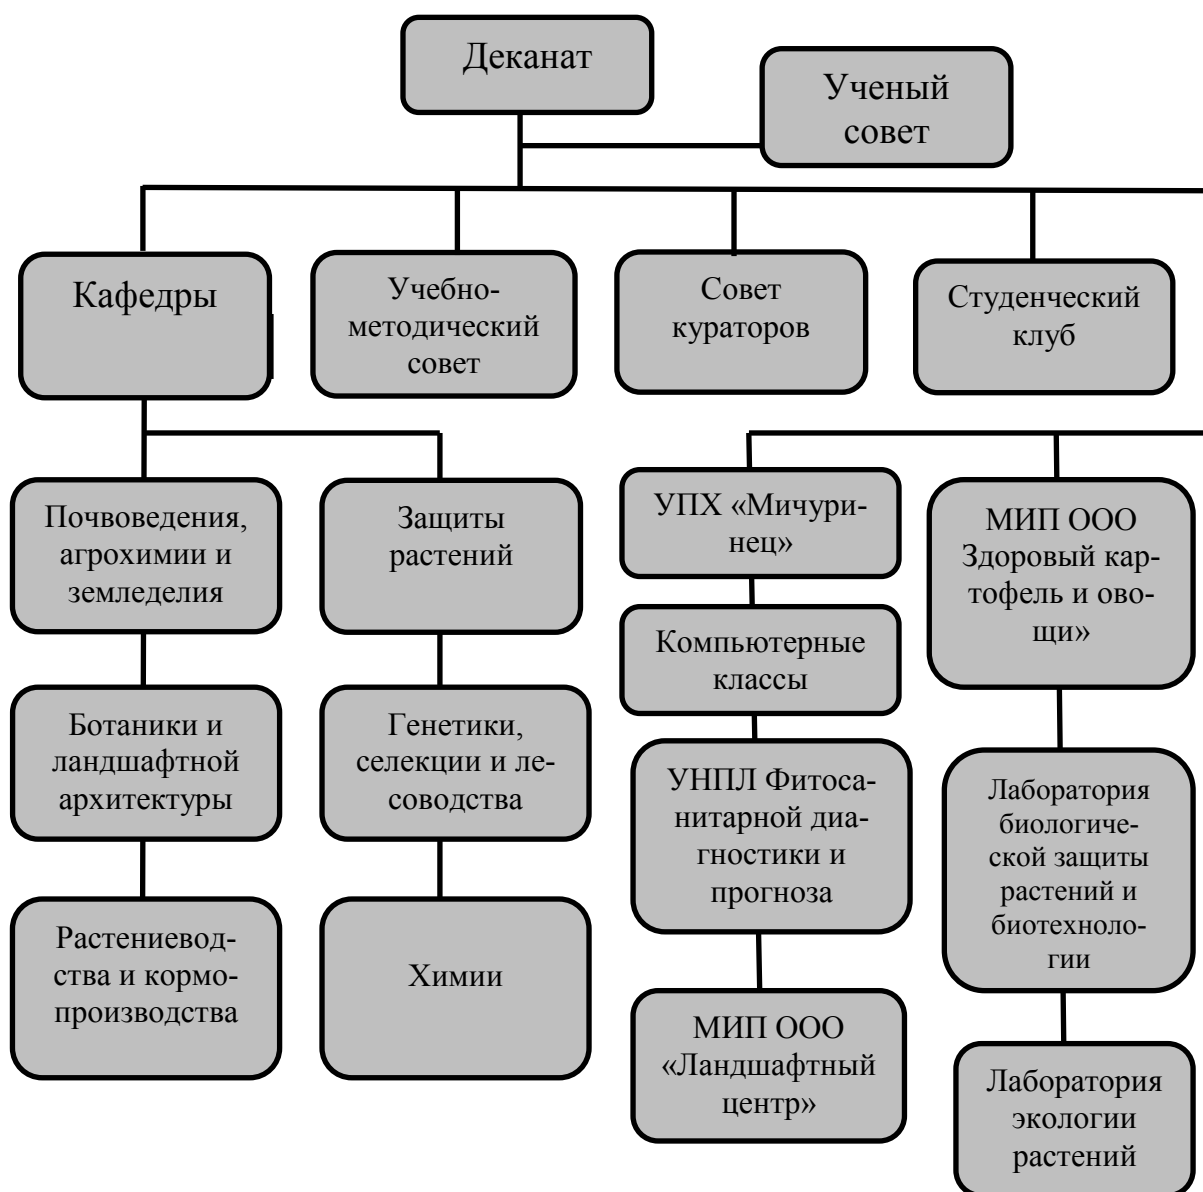 Деканат
Ученый
совет
Кафедры
Учебно-
методический
совет
Совет
кураторов
Студенческий
клуб
Почвоведения,
агрохимии и
земледелия
Защиты
растений
УПХ «Мичури-
нец»
МИП ООО
Здоровый кар-
тофель и ово-
щи»
Компьютерные
классы
Ботаники и
ландшафтной
архитектуры
Генетики,
селекции и ле-
соводства
УНПЛ Фитоса-
нитарной диа-
гностики и
прогноза
Лаборатория
биологиче-
ской защиты
растений и
биотехноло-
гии
Растениевод-
ства и кормо-
производства
Химии
МИП ООО
«Ландшафтный
центр»
Лаборатория
экологии
растений